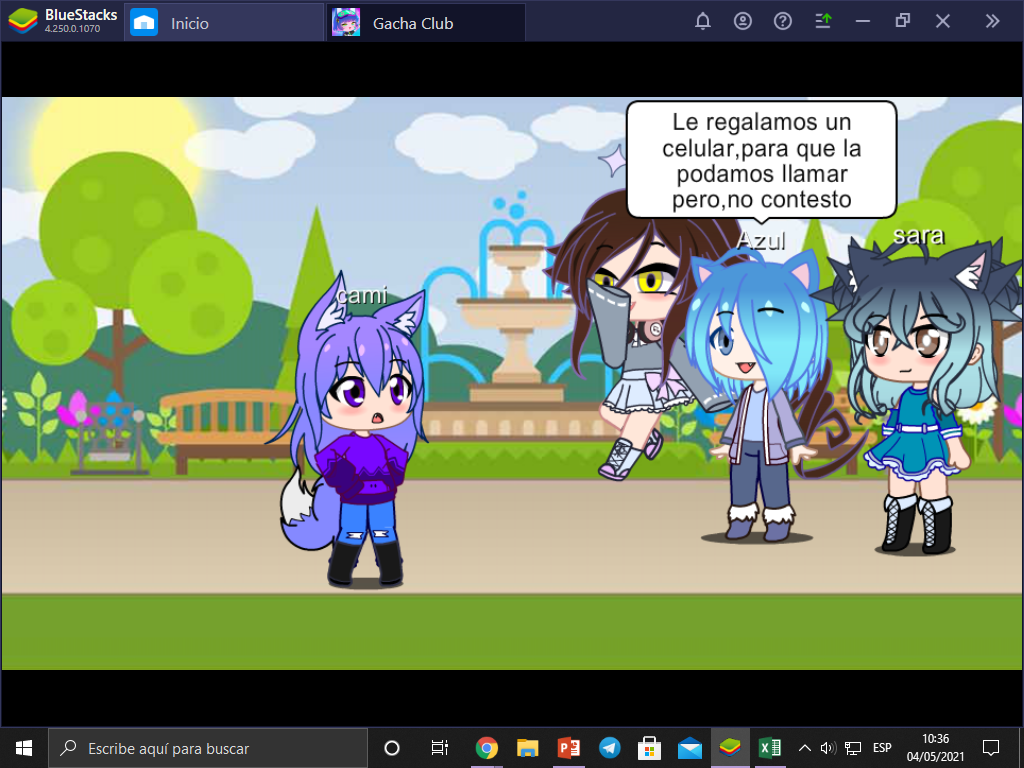 BlueStacks
4.250.0.1070
Inicio
Gacha Club
Le regalamos un
celular,para que la
podamos llamar
pero,no contesto
Azul
sara
cami
Escribe aquí para buscar
ESP
10:36
04/05/2021